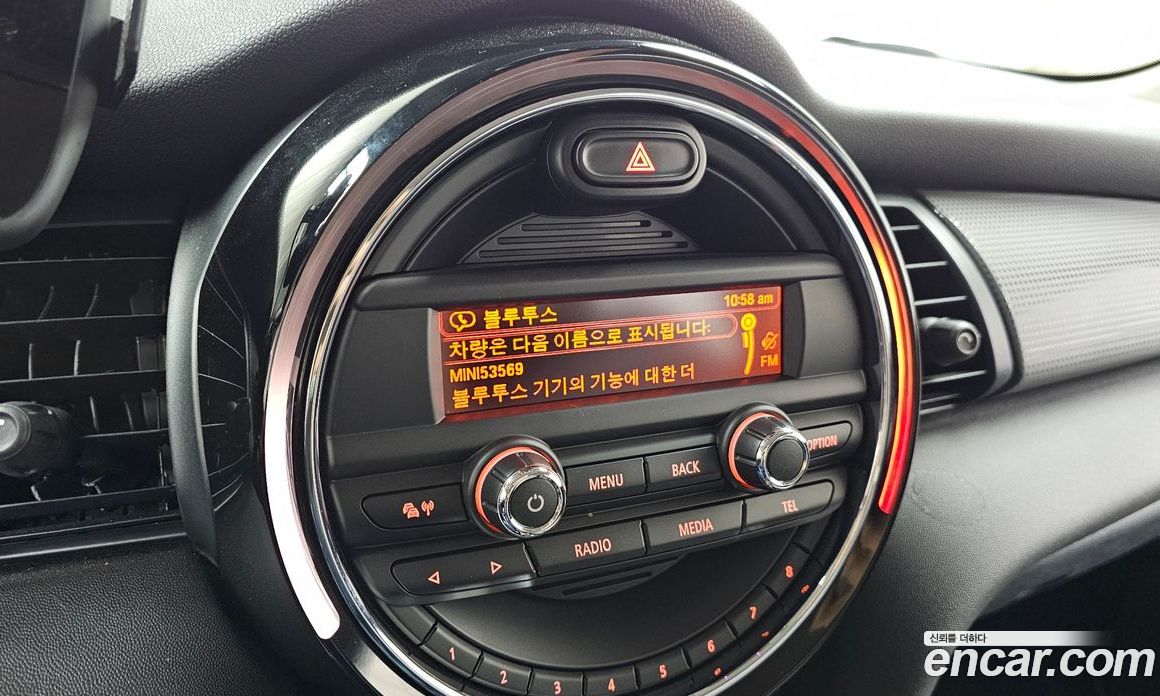 블루투스
10:58 am
차량은 다음 이름으로 표시됩니다:
MINI53569
FM
블루투스 기기의 기능에 대한 더
OPTION
MENU
BACK
RADIO
MEDIA
TEL
1
2
3
4
5
6
7
8
신뢰를 더하다
encar.com